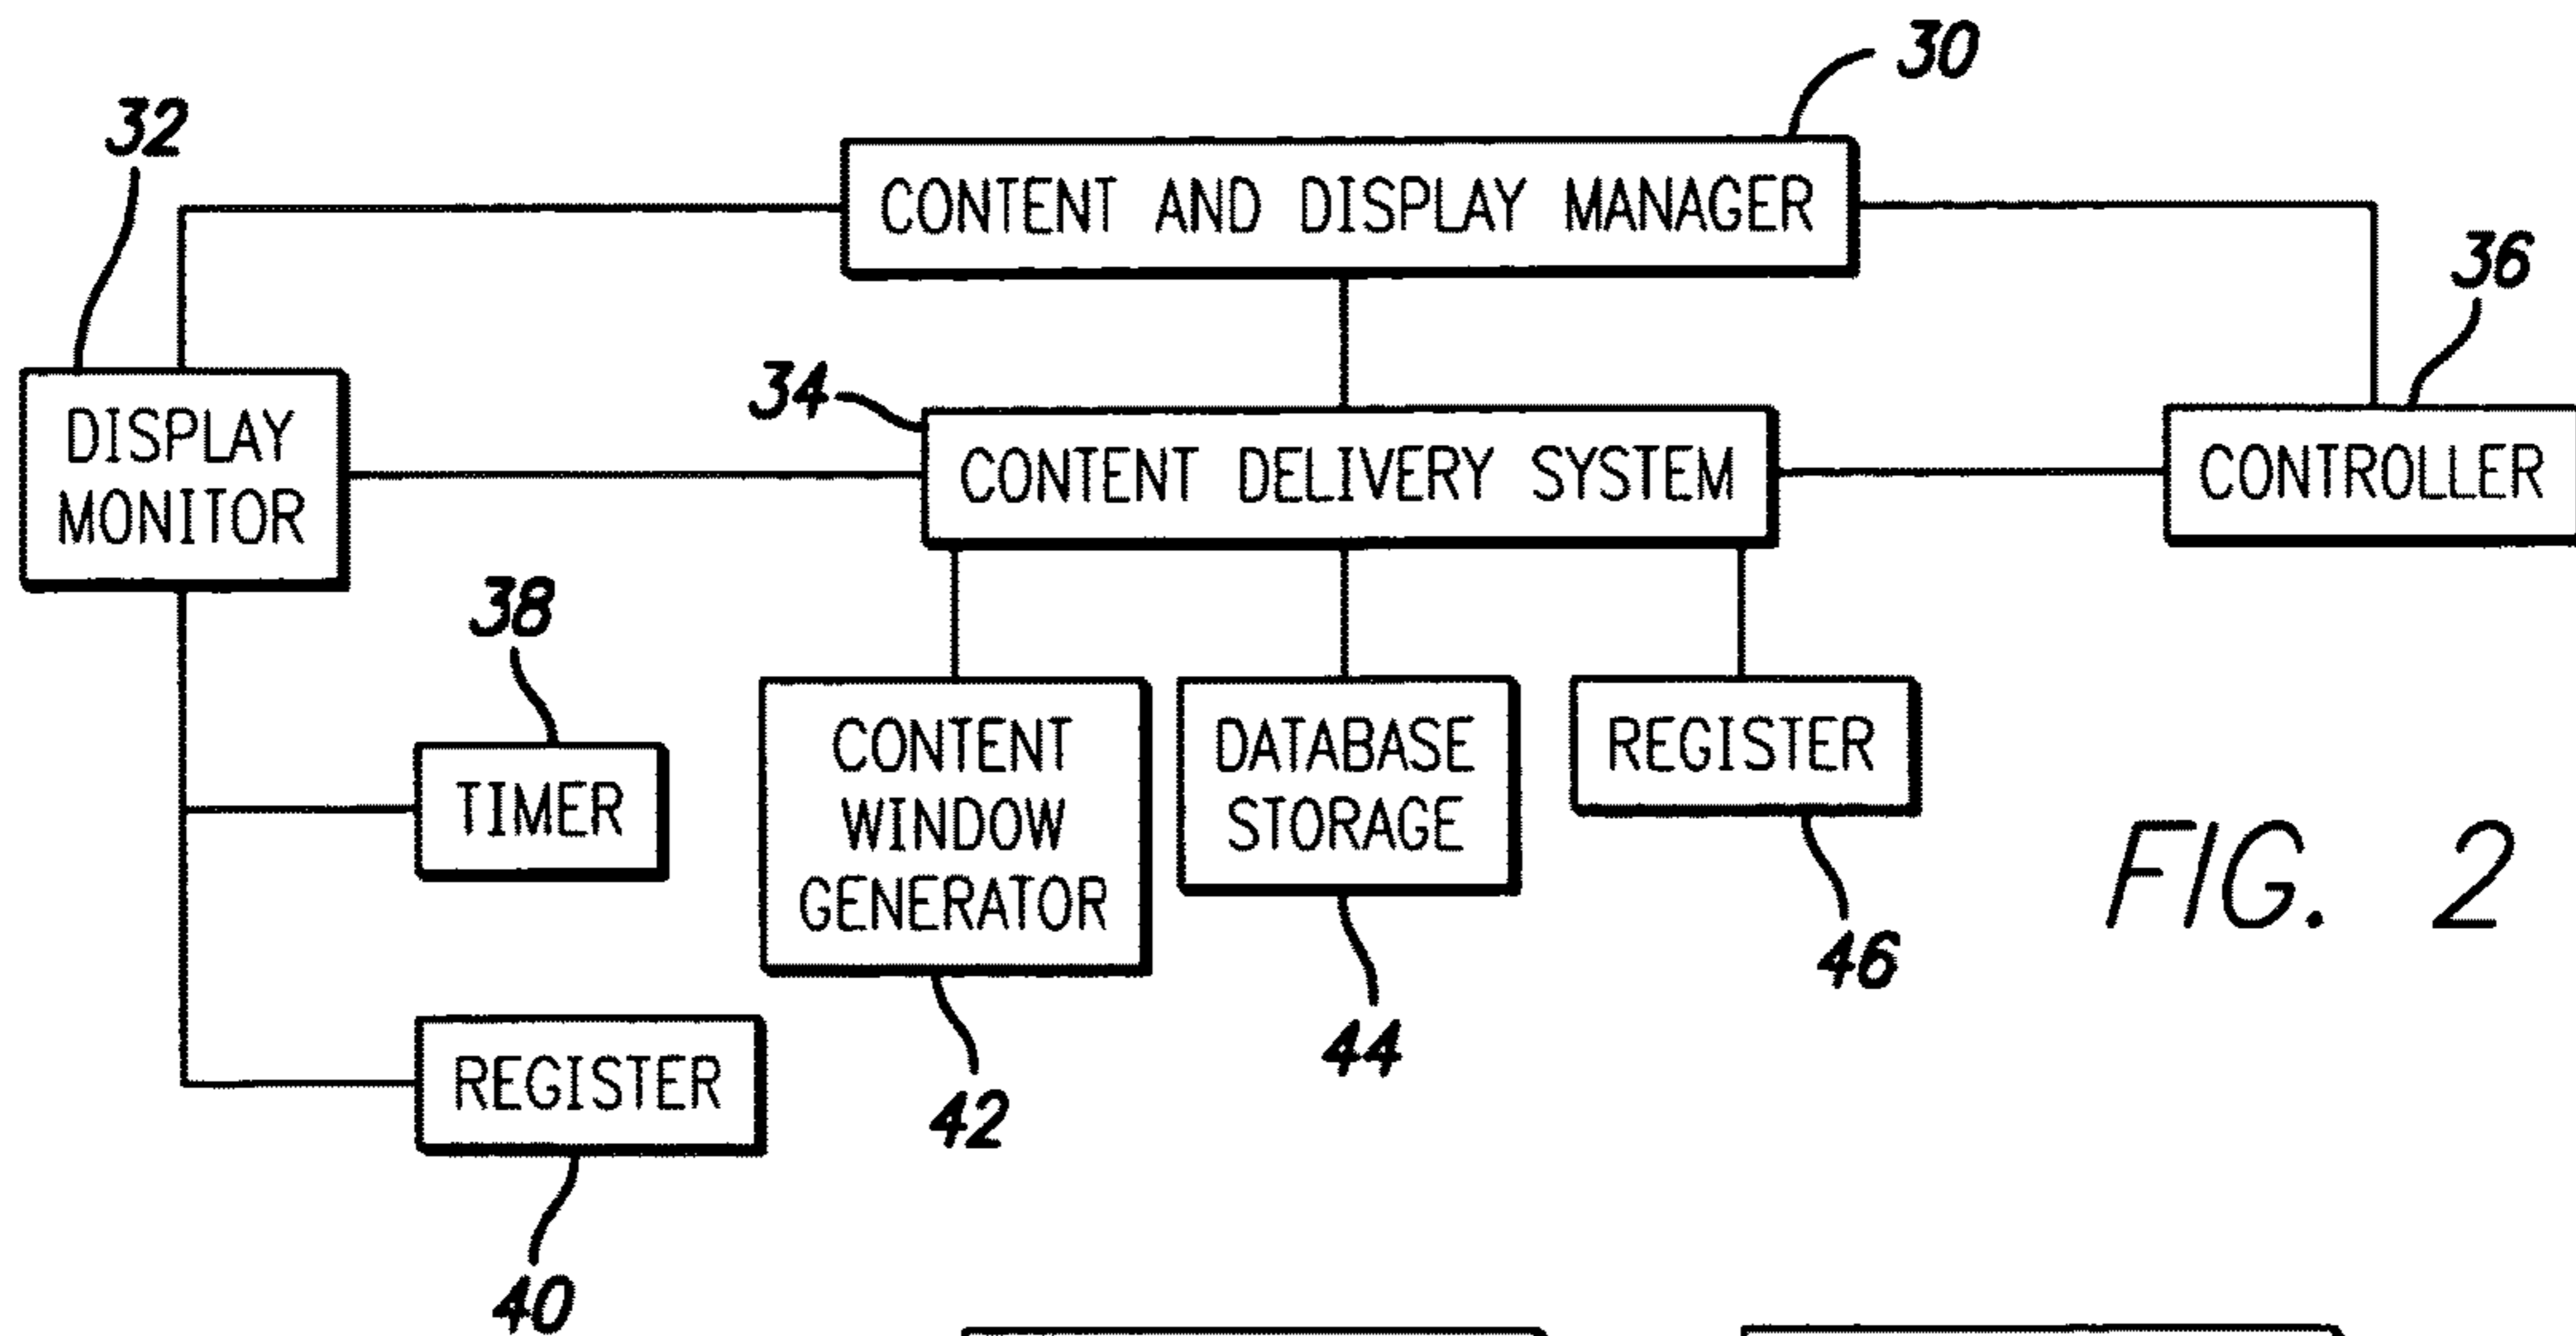 30
32
CONTENT AND DISPLAY MANAGER
36
34
DISPLAY
MONITOR
CONTENT DELIVERY SYSTEM
CONTROLLER
38
TIMER
CONTENT
WINDOW
GENERATOR
DATABASE
STORAGE
REGISTER
FIG. 2
46
44
42
REGISTER
40